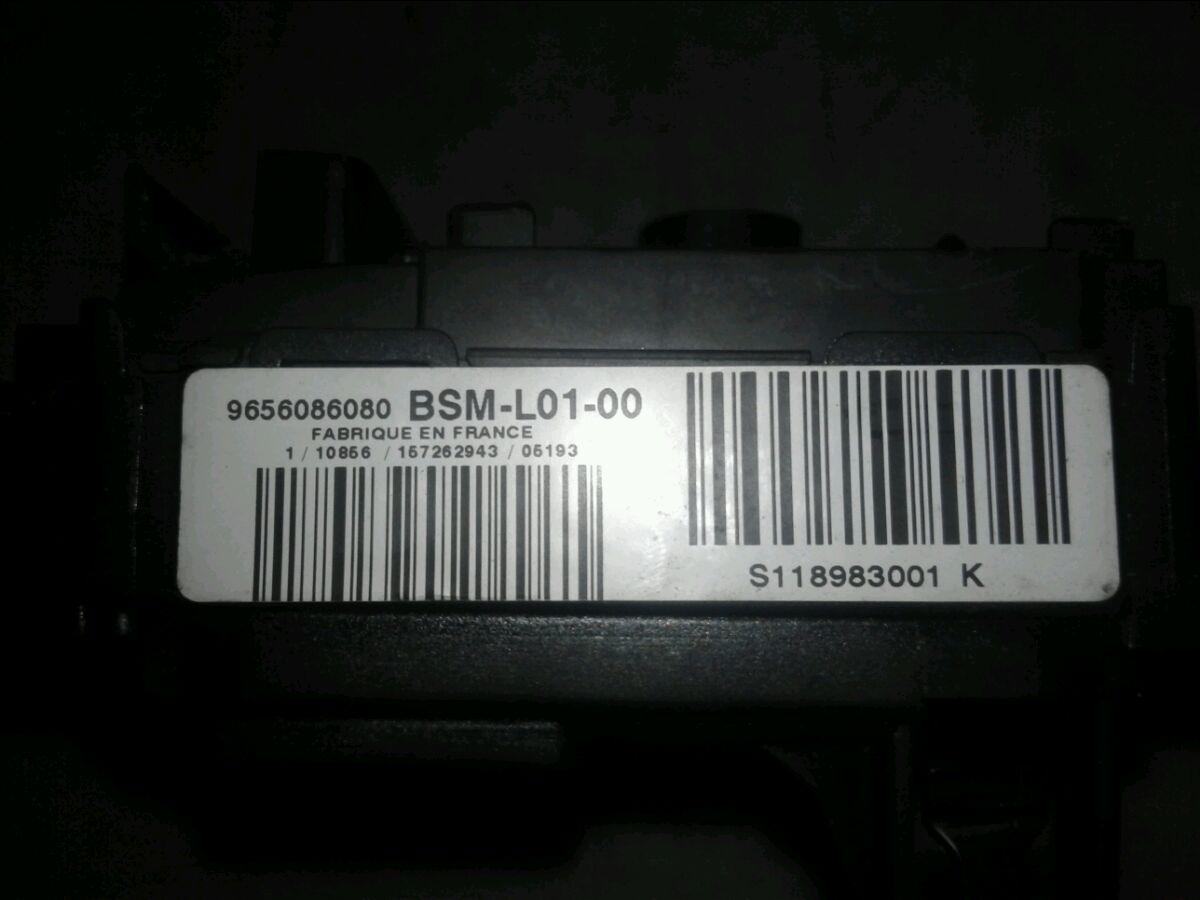 9656086080 BSM-L01-00
FABRIQUE EN FRANCE
1 / 10856 / 157262943 / 05193
S118983001 K